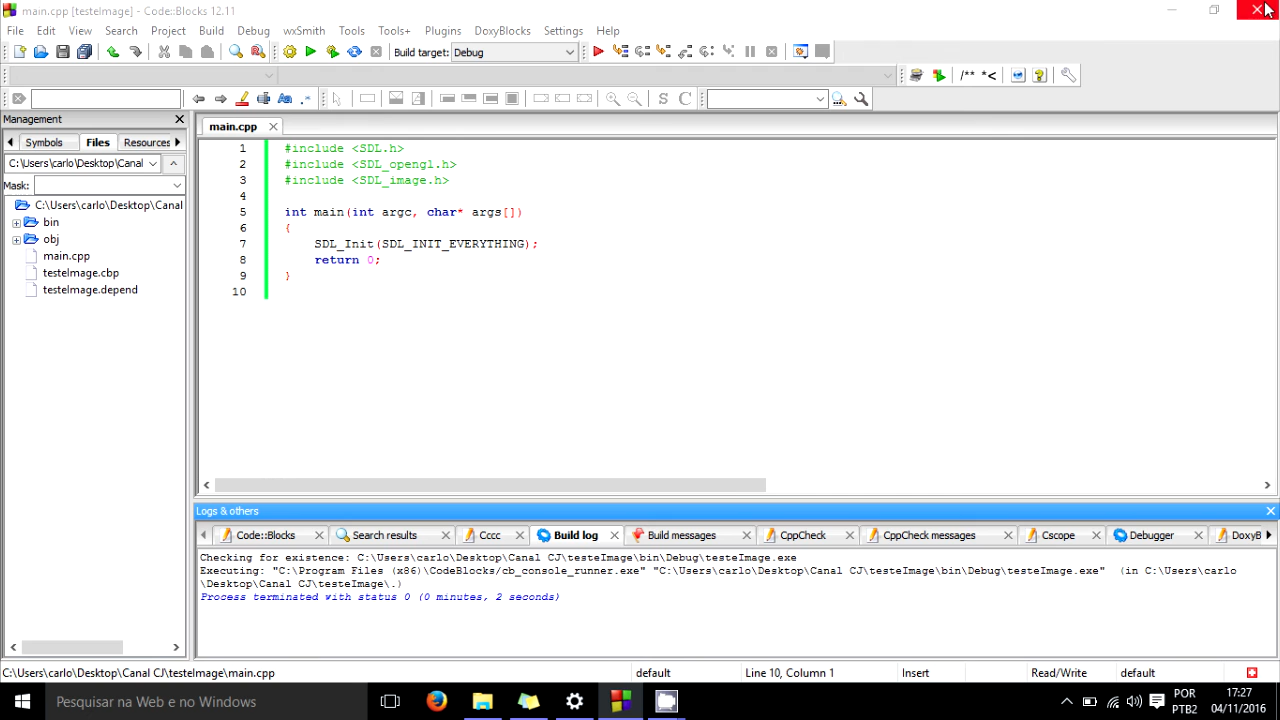 main.cpp [testeImage] - Code::Blocks 12.11
File Edit View Search Project Build Debug wxSmith Tools Tools+ Plugins DoxyBlocks Settings Help
Build target: Debug
/** *<
Management
main.cpp
Symbols Files Resources
C:\Users\carlo\Desktop\Canal
Mask:
C:\Users\carlo\Desktop\Canal
bin
obj
main.cpp
testeImage.cbp
testeImage.depend
1 #include <SDL.h>
2 #include <SDL_opengl.h>
3 #include <SDL_image.h>
4
5 int main(int argc, char* args[])
6 {
7 SDL_Init(SDL_INIT_EVERYTHING);
8 return 0;
9 }
10
Logs & others
Code::Blocks Search results Cccc Build log Build messages CppCheck CppCheck messages Cscope Debugger DoxyB
Checking for existence: C:\Users\carlo\Desktop\Canal CJ\testeImage\bin\Debug\testeImage.exe
Executing: "C:\Program Files (x86)\CodeBlocks/cb_console_runner.exe" "C:\Users\carlo\Desktop\Canal CJ\testeImage\bin\Debug\testeImage.exe" (in C:\Users\carlo
\Desktop\Canal CJ\testeImage\.)
Process terminated with status 0 (0 minutes, 2 seconds)
C:\Users\carlo\Desktop\Canal CJ\testeImage\main.cpp default Line 10, Column 1 Insert Read/Write default
Pesquisar na Web e no Windows
POR
PTB2
17:27
04/11/2016